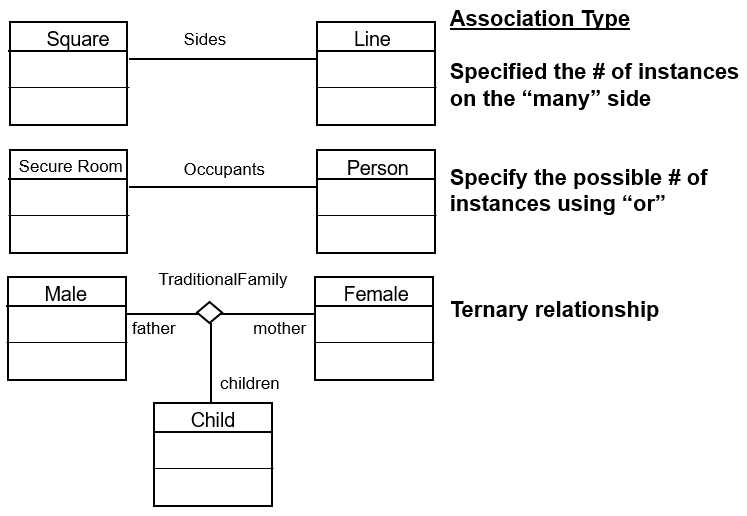 Association Type
Square
Sides
Line
Specified the # of instances
on the “many” side
Secure Room
Occupants
Person
Specify the possible # of
instances using “or”
TraditionalFamily
Male
Female
Ternary relationship
father
mother
children
Child